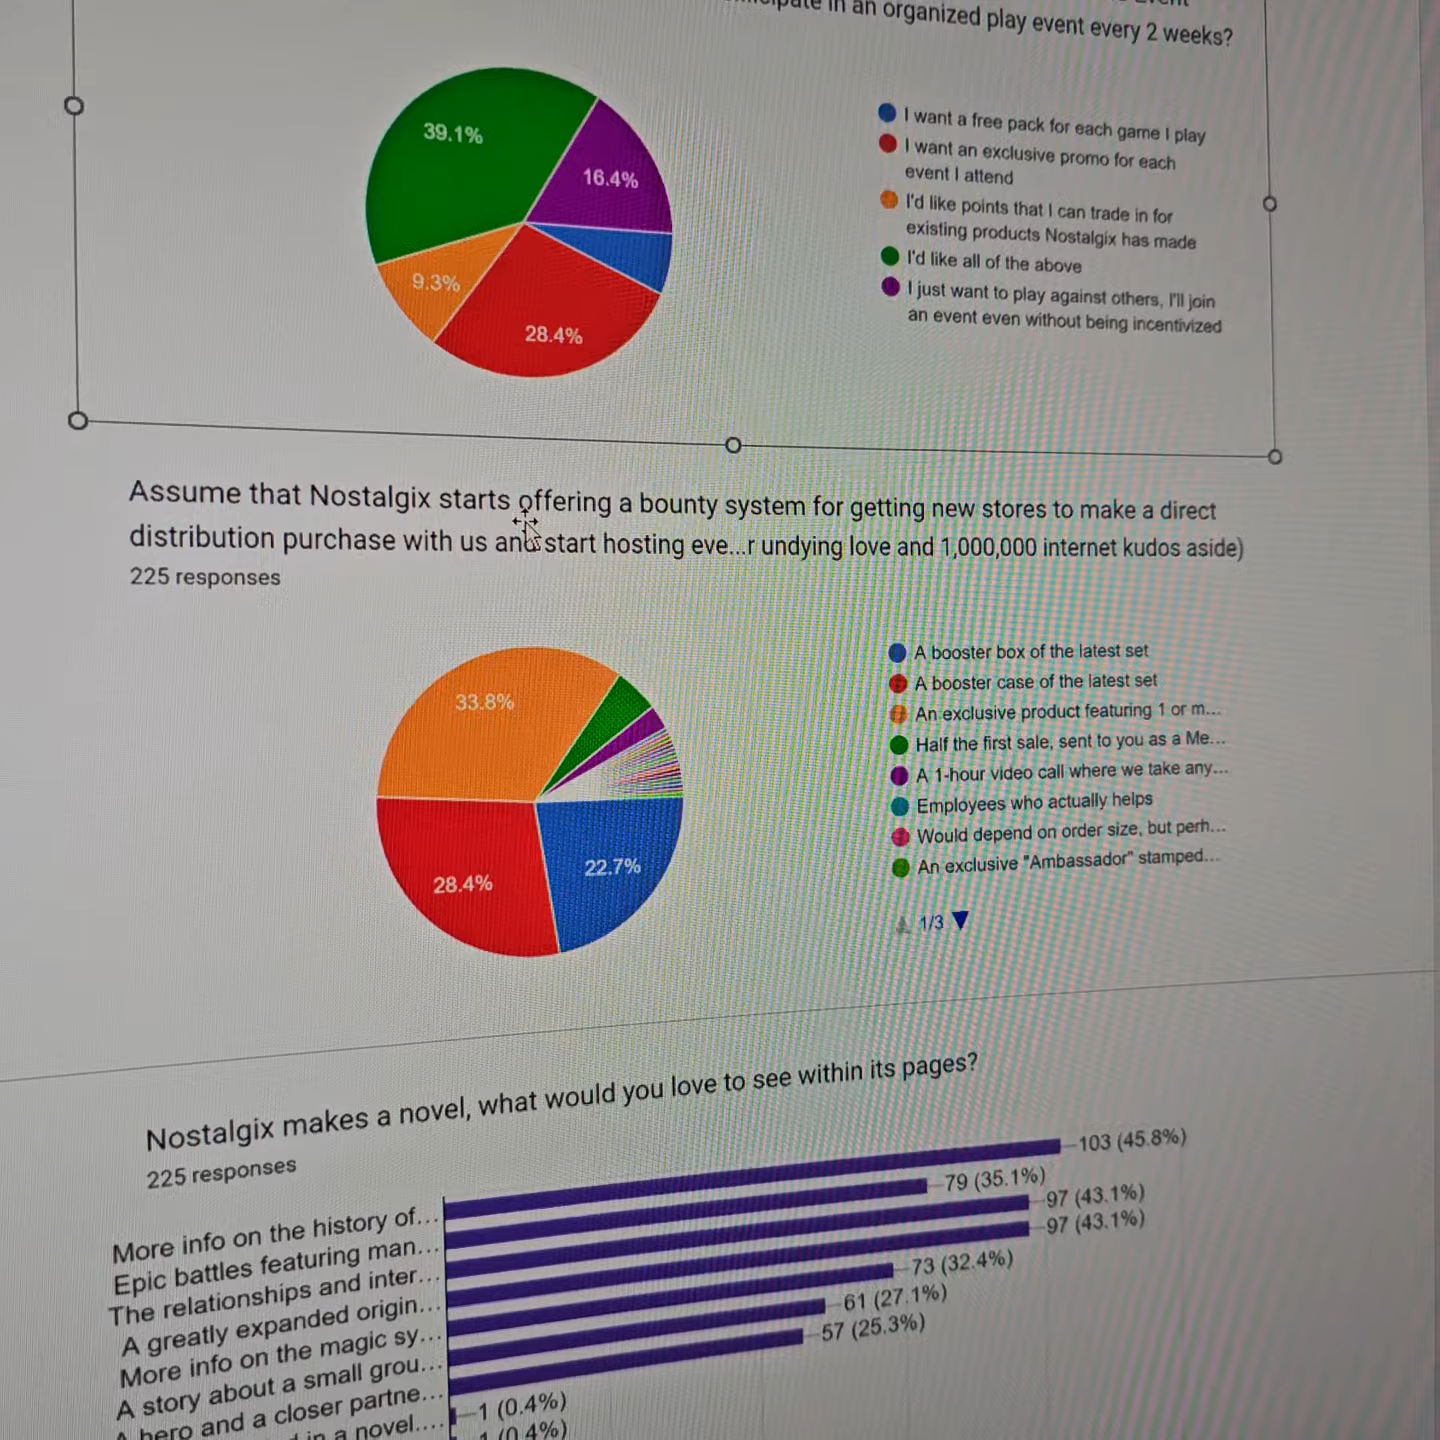 in an organized play event every 2 weeks?
39.1%
16.4%
9.3%
28.4%
I want a free pack for each game I play
I want an exclusive promo for each
event I attend
I'd like points that I can trade in for
existing products Nostalgix has made
I'd like all of the above
I just want to play against others, I'll join
an event even without being incentivized
Assume that Nostalgix starts offering a bounty system for getting new stores to make a direct
distribution purchase with us and start hosting eve...r undying love and 1,000,000 internet kudos aside)
225 responses
33.8%
28.4%
22.7%
A booster box of the latest set
A booster case of the latest set
An exclusive product featuring 1 or m...
Half the first sale, sent to you as a Me...
A 1-hour video call where we take any...
Employees who actually helps
Would depend on order size, but perh...
An exclusive "Ambassador" stamped...
1/3
Nostalgix makes a novel, what would you love to see within its pages?
225 responses
More info on the history of...
Epic battles featuring man...
The relationships and inter...
A greatly expanded origin...
More info on the magic sy...
A story about a small grou...
hero and a closer partne...
in a novel....
103 (45.8%)
79 (35.1%)
97 (43.1%)
97 (43.1%)
73 (32.4%)
61 (27.1%)
57 (25.3%)
1 (0.4%)
1 (0.4%)